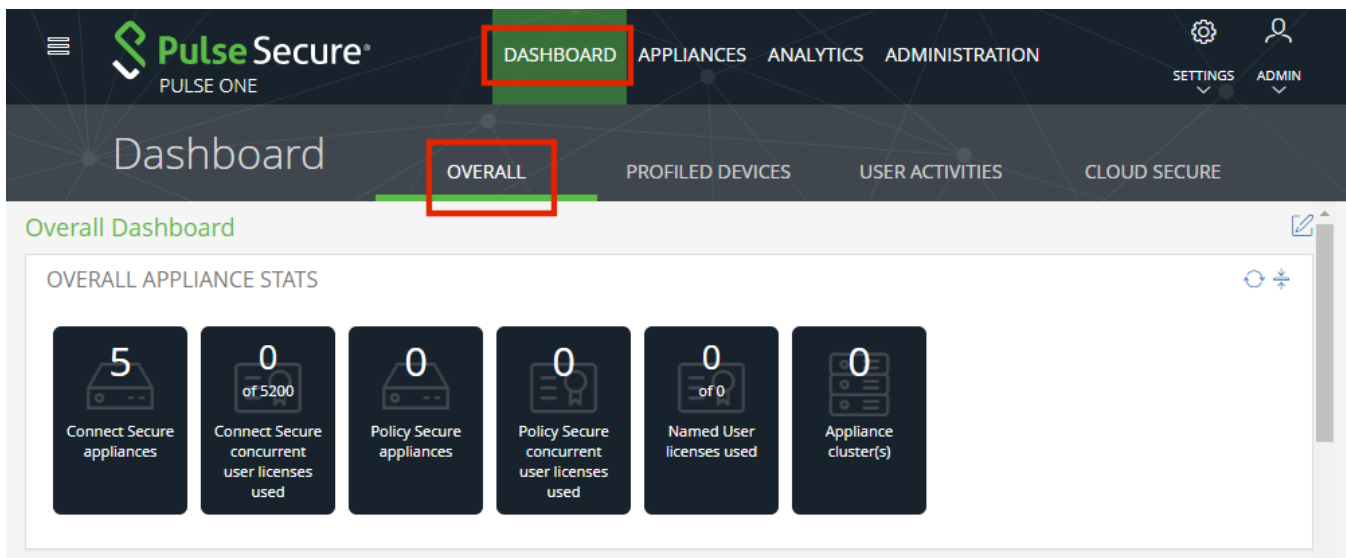 Pulse Secure®
PULSE ONE
DASHBOARD APPLIANCES ANALYTICS ADMINISTRATION
SETTINGS ADMIN
Dashboard
OVERALL PROFILED DEVICES USER ACTIVITIES CLOUD SECURE
Overall Dashboard
OVERALL APPLIANCE STATS
5
Connect Secure
appliances
0
of 5200
Connect Secure
concurrent
user licenses
used
0
Policy Secure
appliances
0
Policy Secure
concurrent
user licenses
used
0
of 0
Named User
licenses used
0
Appliance
cluster(s)